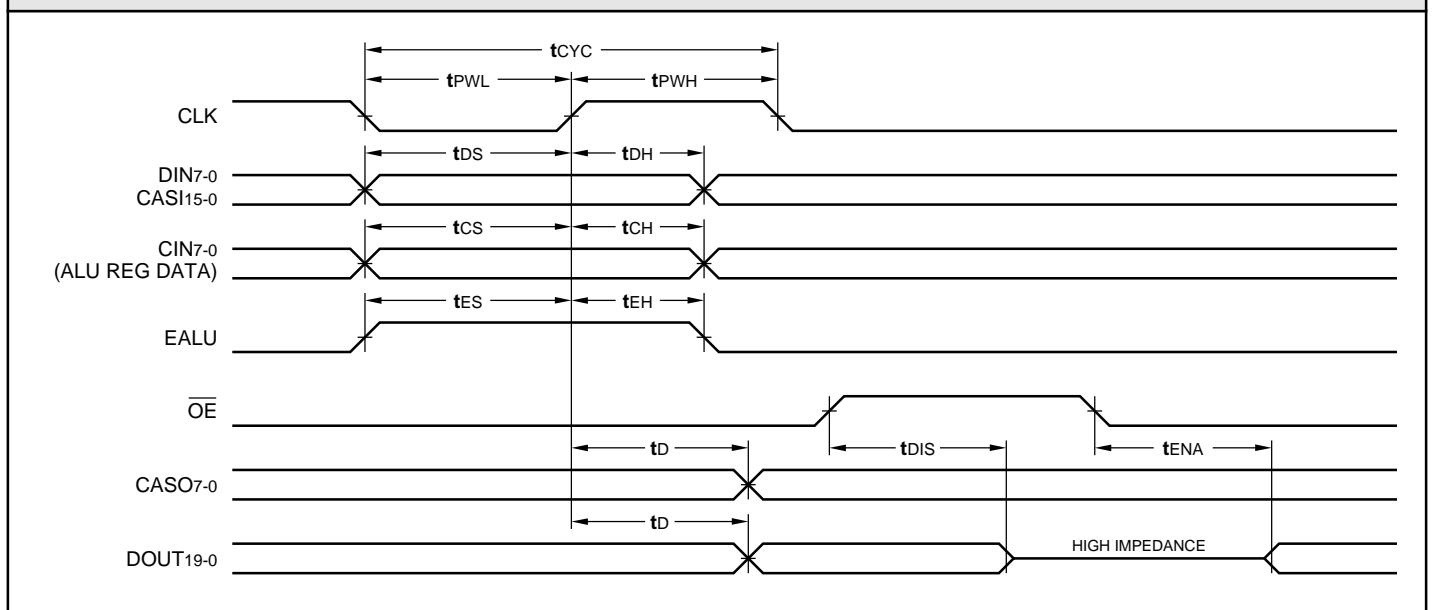 tCYC
tPWL tPWH
CLK
tDS tDH
DIN7-0
CASI15-0
tCS tCH
CIN7-0
(ALU REG DATA)
tES tEH
EALU
OE
tD tDIS tENA
CASO7-0
tD
HIGH IMPEDANCE
DOUT19-0